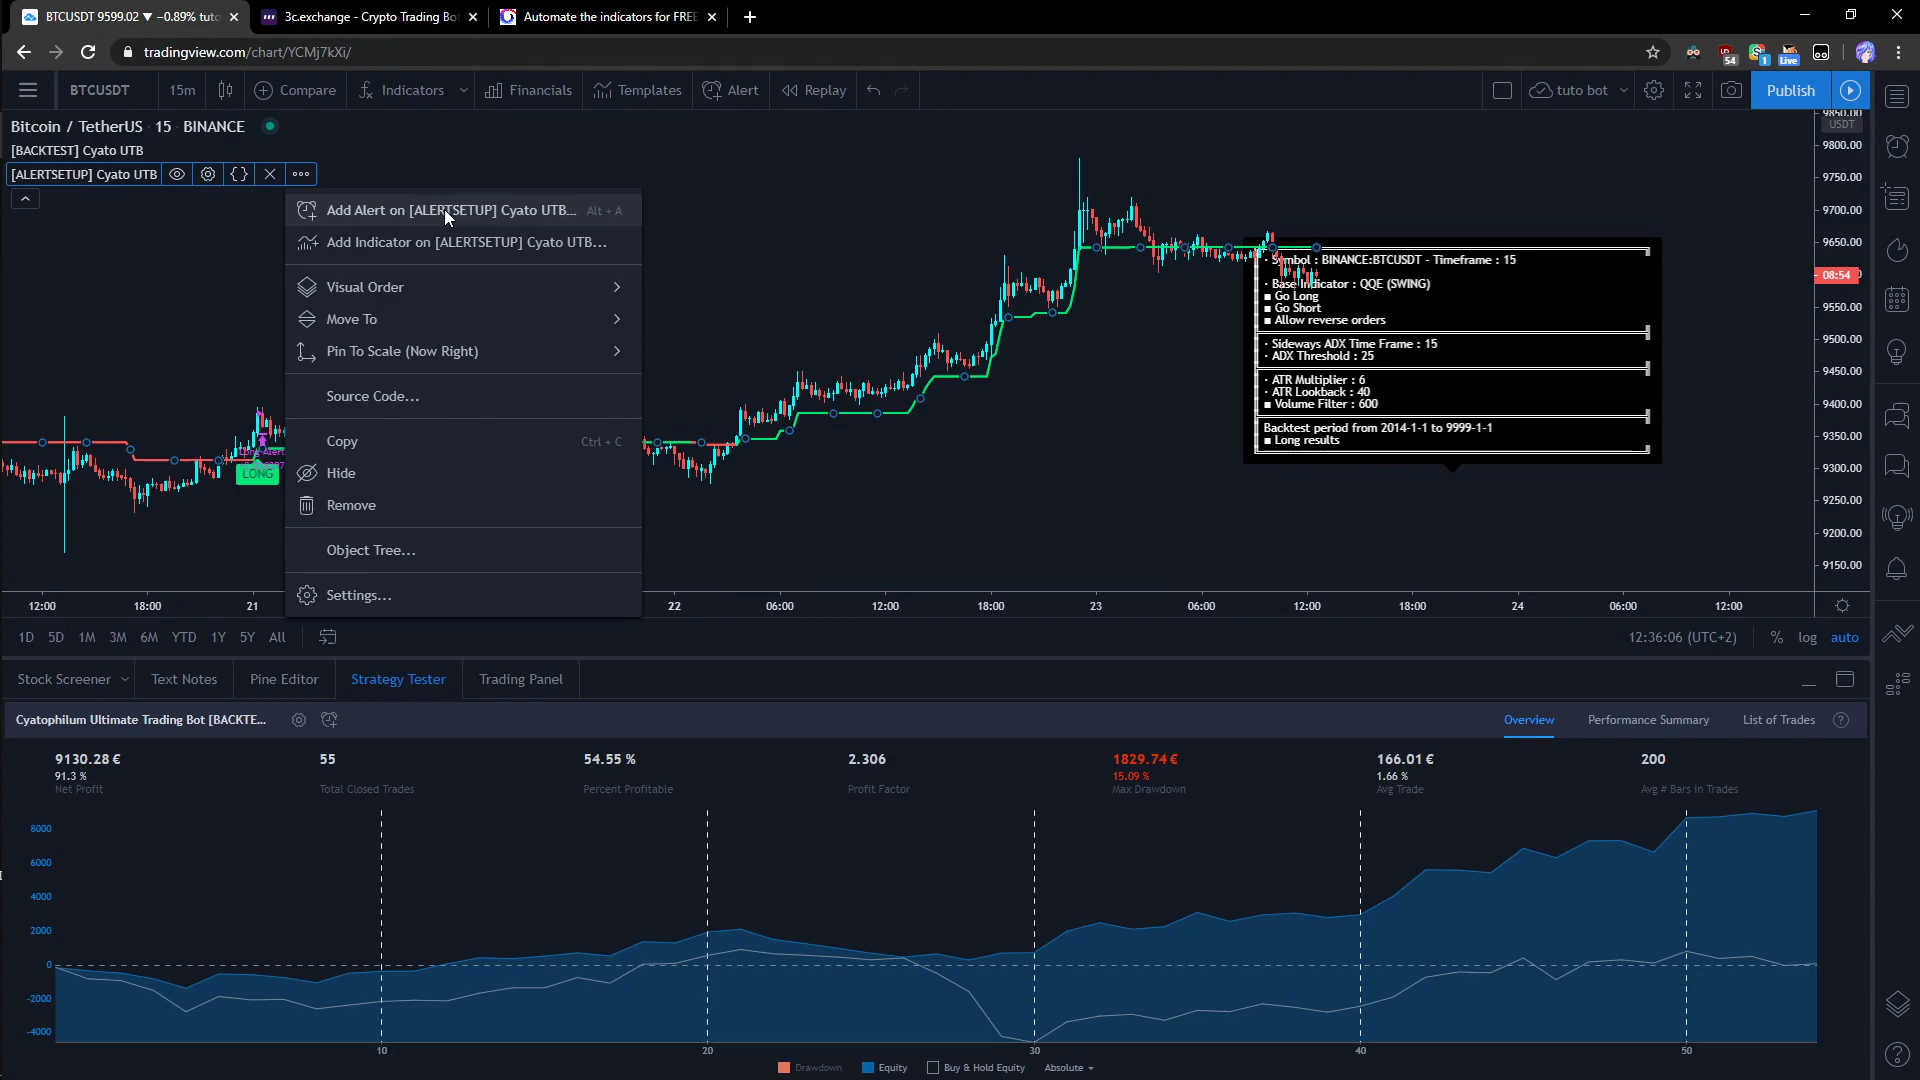 BTCUSDT 9599.02 ▼ −0.89% tuto
3c.exchange - Crypto Trading Bo
Automate the indicators for FREE
tradingview.com/chart/YCMj7kXi/
54
1
Live
BTCUSDT
15m
Compare
Indicators
Financials
Templates
Alert
Replay
tuto bot
Publish
Bitcoin / TetherUS · 15 · BINANCE
[BACKTEST] Cyato UTB
[ALERTSETUP] Cyato UTB
Add Alert on [ALERTSETUP] Cyato UTB... Alt + A
Add Indicator on [ALERTSETUP] Cyato UTB...
Visual Order
Move To
Pin To Scale (Now Right)
Source Code...
Copy Ctrl + C
Hide
Remove
Object Tree...
Settings...
Long Alert
LONG
· Symbol : BINANCE:BTCUSDT - Timeframe : 15
· Base Indicator : QQE (SWING)
■ Go Long
■ Go Short
■ Allow reverse orders
· Sideways ADX Time Frame : 15
· ADX Threshold : 25
· ATR Multiplier : 6
· ATR Lookback : 40
■ Volume Filter : 600
Backtest period from 2014-1-1 to 9999-1-1
■ Long results
9850.00
USDT
9800.00
9750.00
9700.00
9650.00
08:54
9550.00
9500.00
9450.00
9400.00
9350.00
9300.00
9250.00
9200.00
9150.00
12:00 18:00 21 22 06:00 12:00 18:00 23 06:00 12:00 18:00 24 06:00 12:00
1D 5D 1M 3M 6M YTD 1Y 5Y All
12:36:06 (UTC+2) % log auto
Stock Screener
Text Notes
Pine Editor
Strategy Tester
Trading Panel
Cyatophilum Ultimate Trading Bot [BACKTE...
Overview
Performance Summary
List of Trades
9130.28 € 55 54.55 % 2.306 1829.74 € 166.01 € 200
91.3 % 15.09 % 1.66 %
Net Profit Total Closed Trades Percent Profitable Profit Factor Max Drawdown Avg Trade Avg # Bars in Trades
8000
6000
4000
2000
0
-2000
-4000
10 20 30 40 50
Drawdown Equity Buy & Hold Equity Absolute